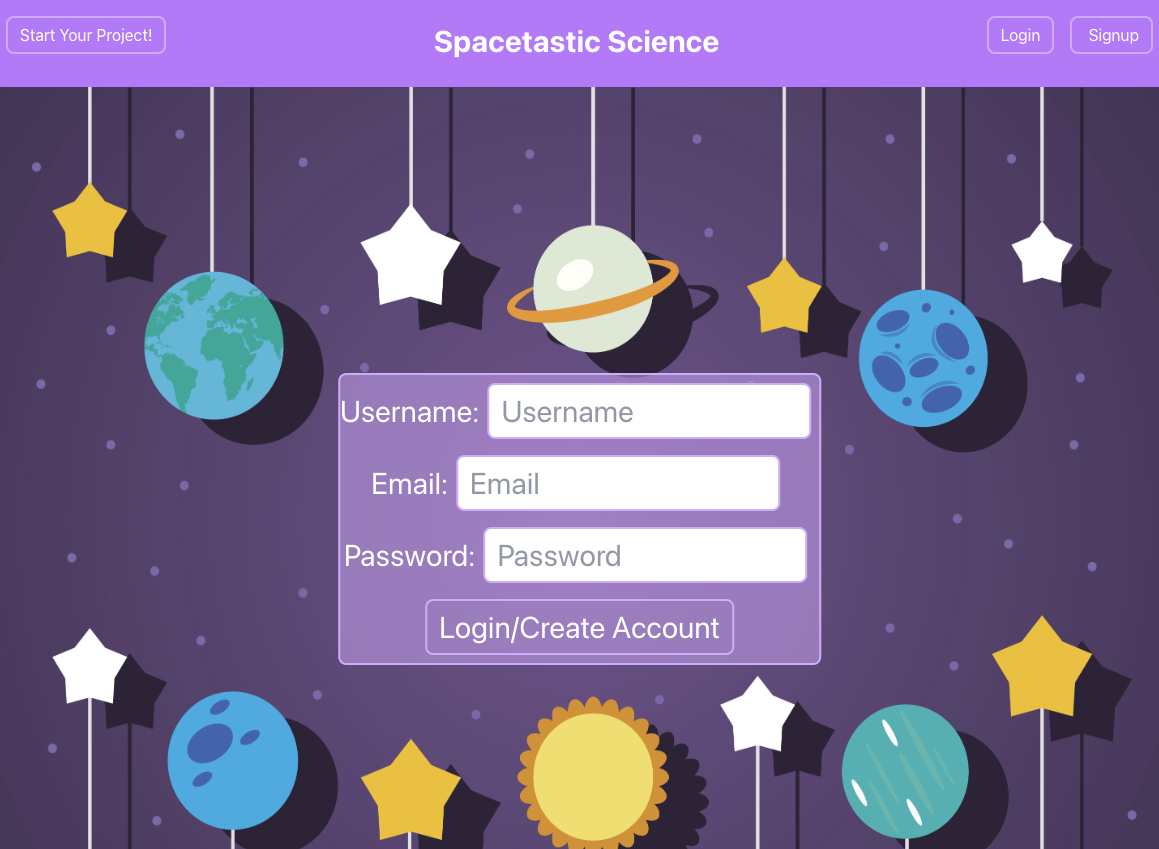 Start Your Project!
Spacetastic Science
Login
Signup
Username: Username
Email: Email
Password: Password
Login/Create Account